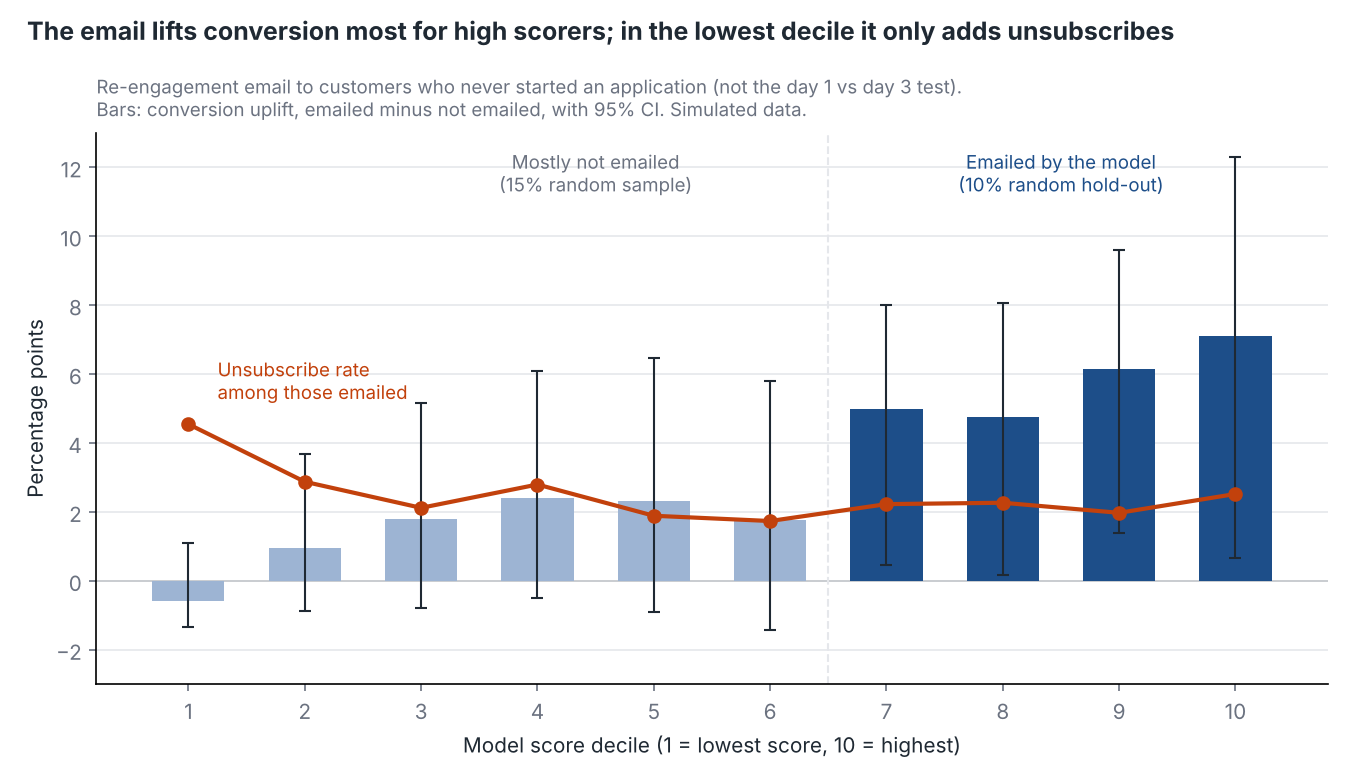 The email lifts conversion most for high scorers; in the lowest decile it only adds unsubscribes
Re-engagement email to customers who never started an application (not the day 1 vs day 3 test).
Bars: conversion uplift, emailed minus not emailed, with 95% CI. Simulated data.
Mostly not emailed
(15% random sample)
Emailed by the model
(10% random hold-out)
Unsubscribe rate
among those emailed
Percentage points
12
10
8
6
4
2
0
−2
1 2 3 4 5 6 7 8 9 10
Model score decile (1 = lowest score, 10 = highest)